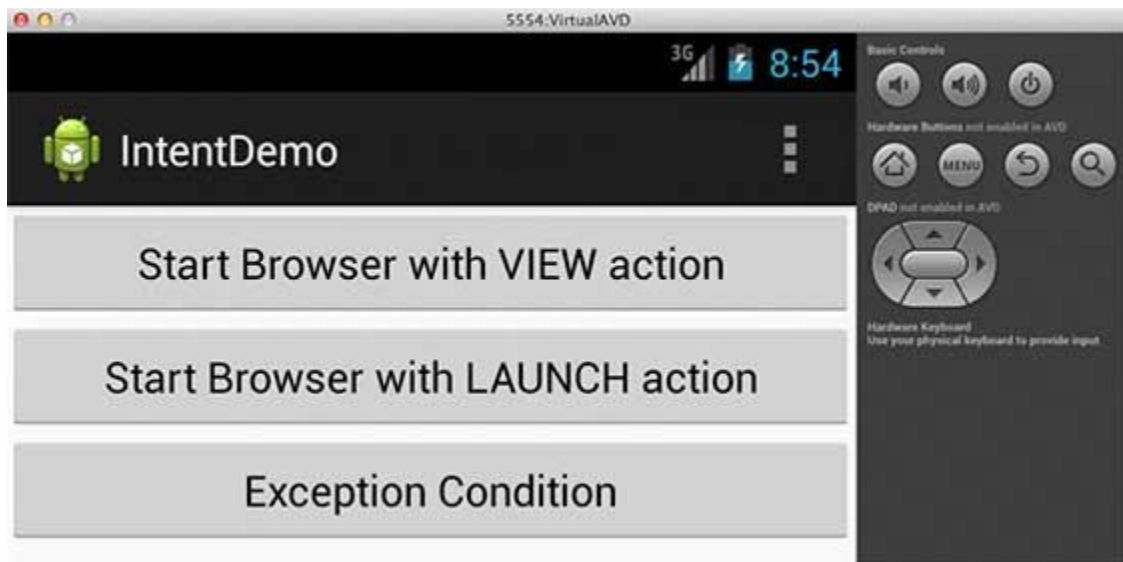 5554:VirtualAVD
3G 8:54
IntentDemo
Start Browser with VIEW action
Start Browser with LAUNCH action
Exception Condition
Basic Controls
Hardware Buttons not enabled in AVD
MENU
DPAD not enabled in AVD
Hardware Keyboard
Use your physical keyboard to provide input